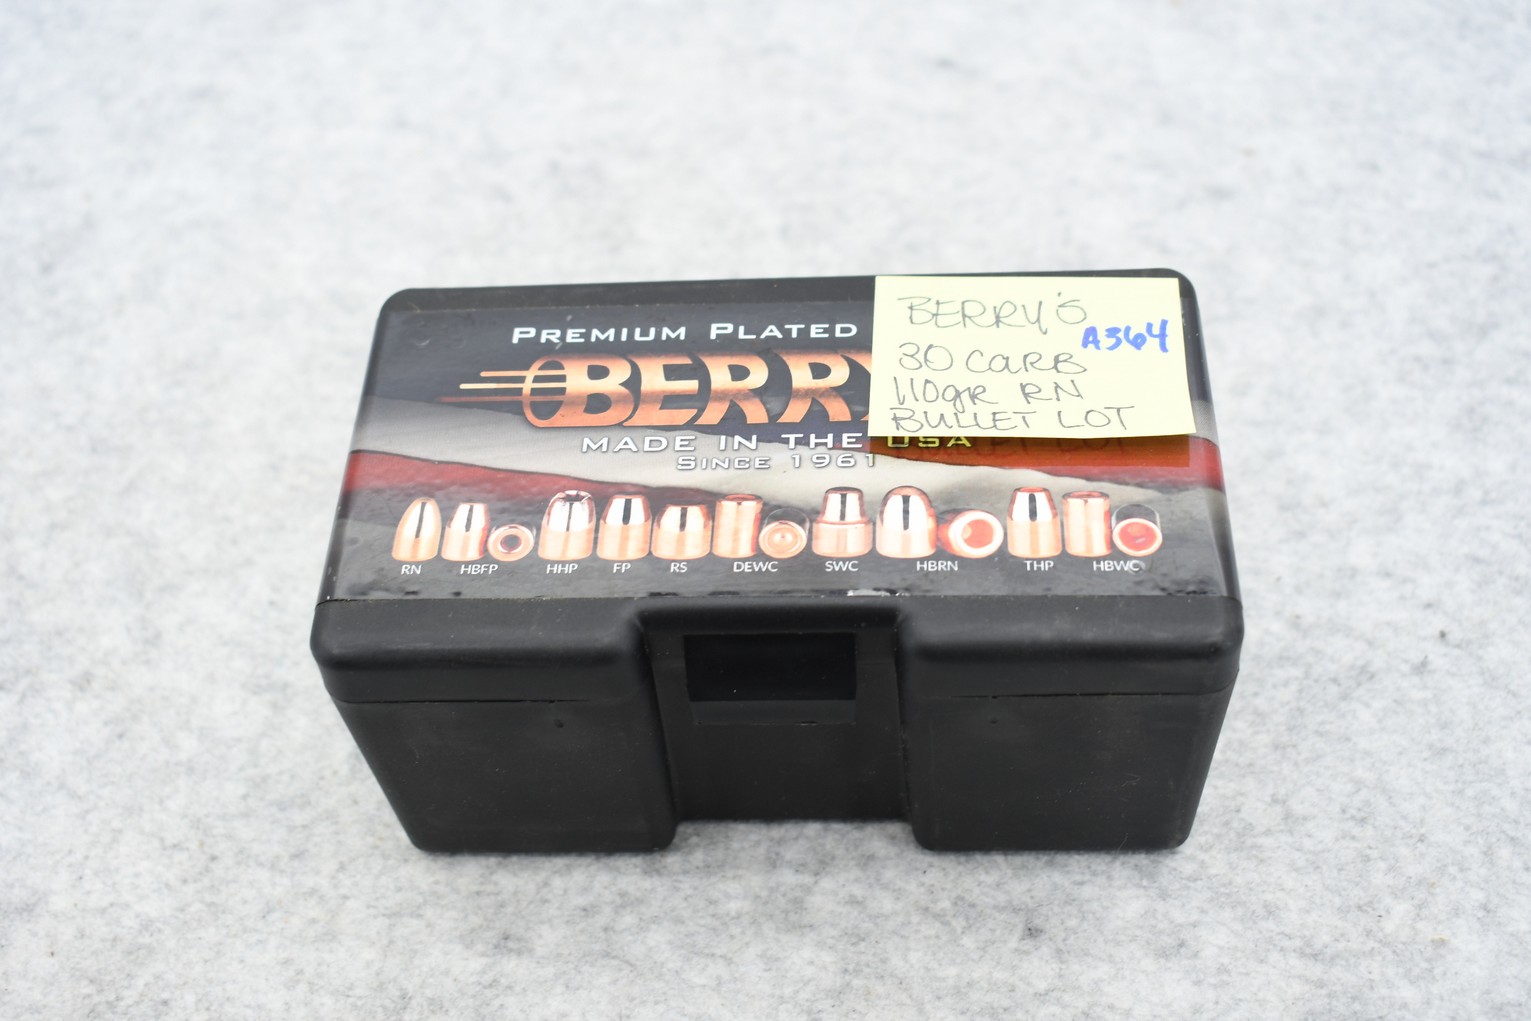 PREMIUM PLATED
BERRY
MADE IN THE USA
SINCE 1961
RN HBFP HHP FP RS DEWC SWC HBRN THP HBWC
BERRY'S
A364
30 CARB
110gr RN
BULLET LOT